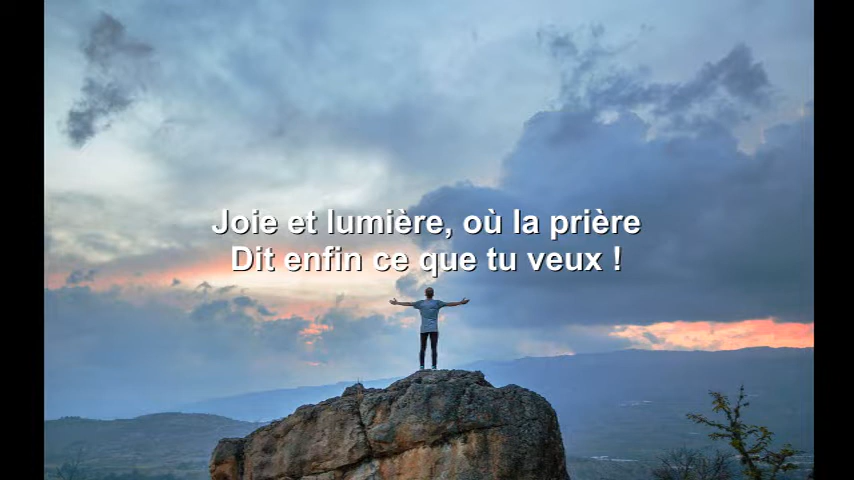 Joie et lumière, où la prière
Dit enfin ce que tu veux !